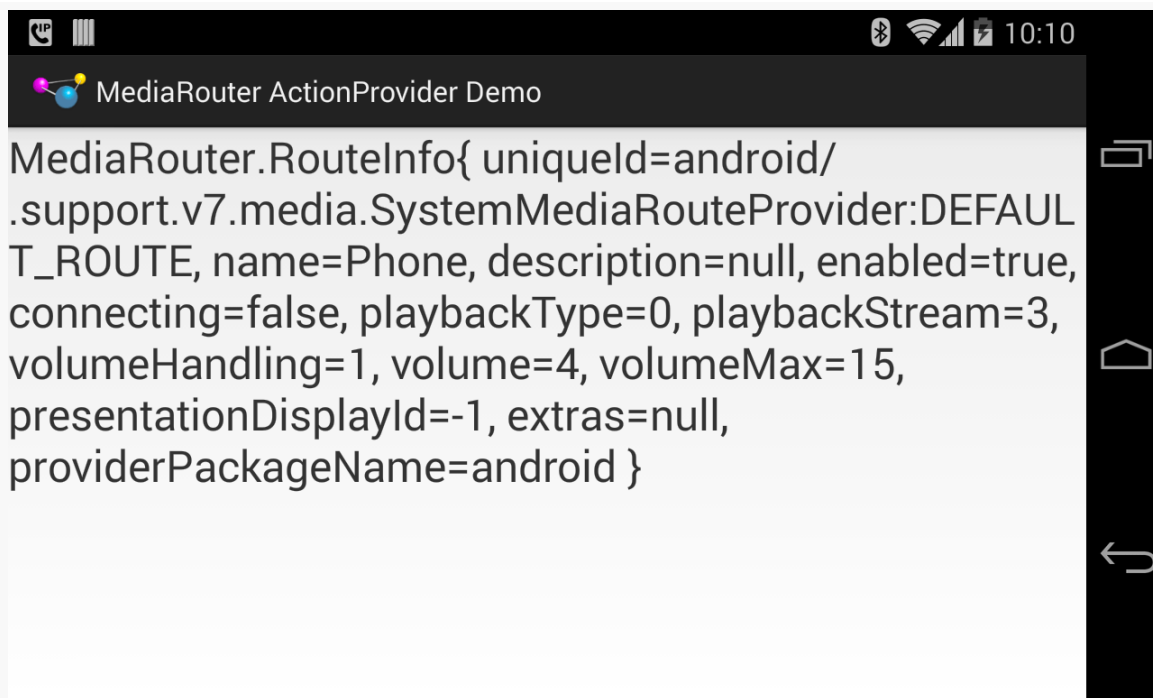 10:10
MediaRouter ActionProvider Demo
MediaRouter.RouteInfo{ uniqueId=android/
.support.v7.media.SystemMediaRouteProvider:DEFAUL
T_ROUTE, name=Phone, description=null, enabled=true,
connecting=false, playbackType=0, playbackStream=3,
volumeHandling=1, volume=4, volumeMax=15,
presentationDisplayId=-1, extras=null,
providerPackageName=android }